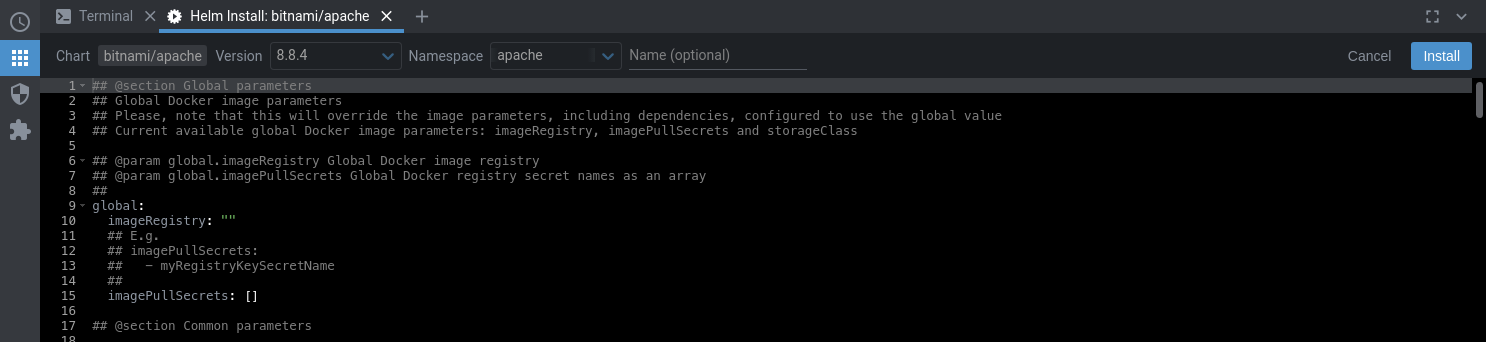 Terminal Helm Install: bitnami/apache
Chart bitnami/apache Version 8.8.4 Namespace apache Name (optional) Cancel Install
1 ## @section Global parameters
2 ## Global Docker image parameters
3 ## Please, note that this will override the image parameters, including dependencies, configured to use the global value
4 ## Current available global Docker image parameters: imageRegistry, imagePullSecrets and storageClass
5
6 ## @param global.imageRegistry Global Docker image registry
7 ## @param global.imagePullSecrets Global Docker registry secret names as an array
8 ##
9 global:
10   imageRegistry: ""
11   ## E.g.
12   ## imagePullSecrets:
13   ##   - myRegistryKeySecretName
14   ##
15   imagePullSecrets: []
16
17 ## @section Common parameters
18